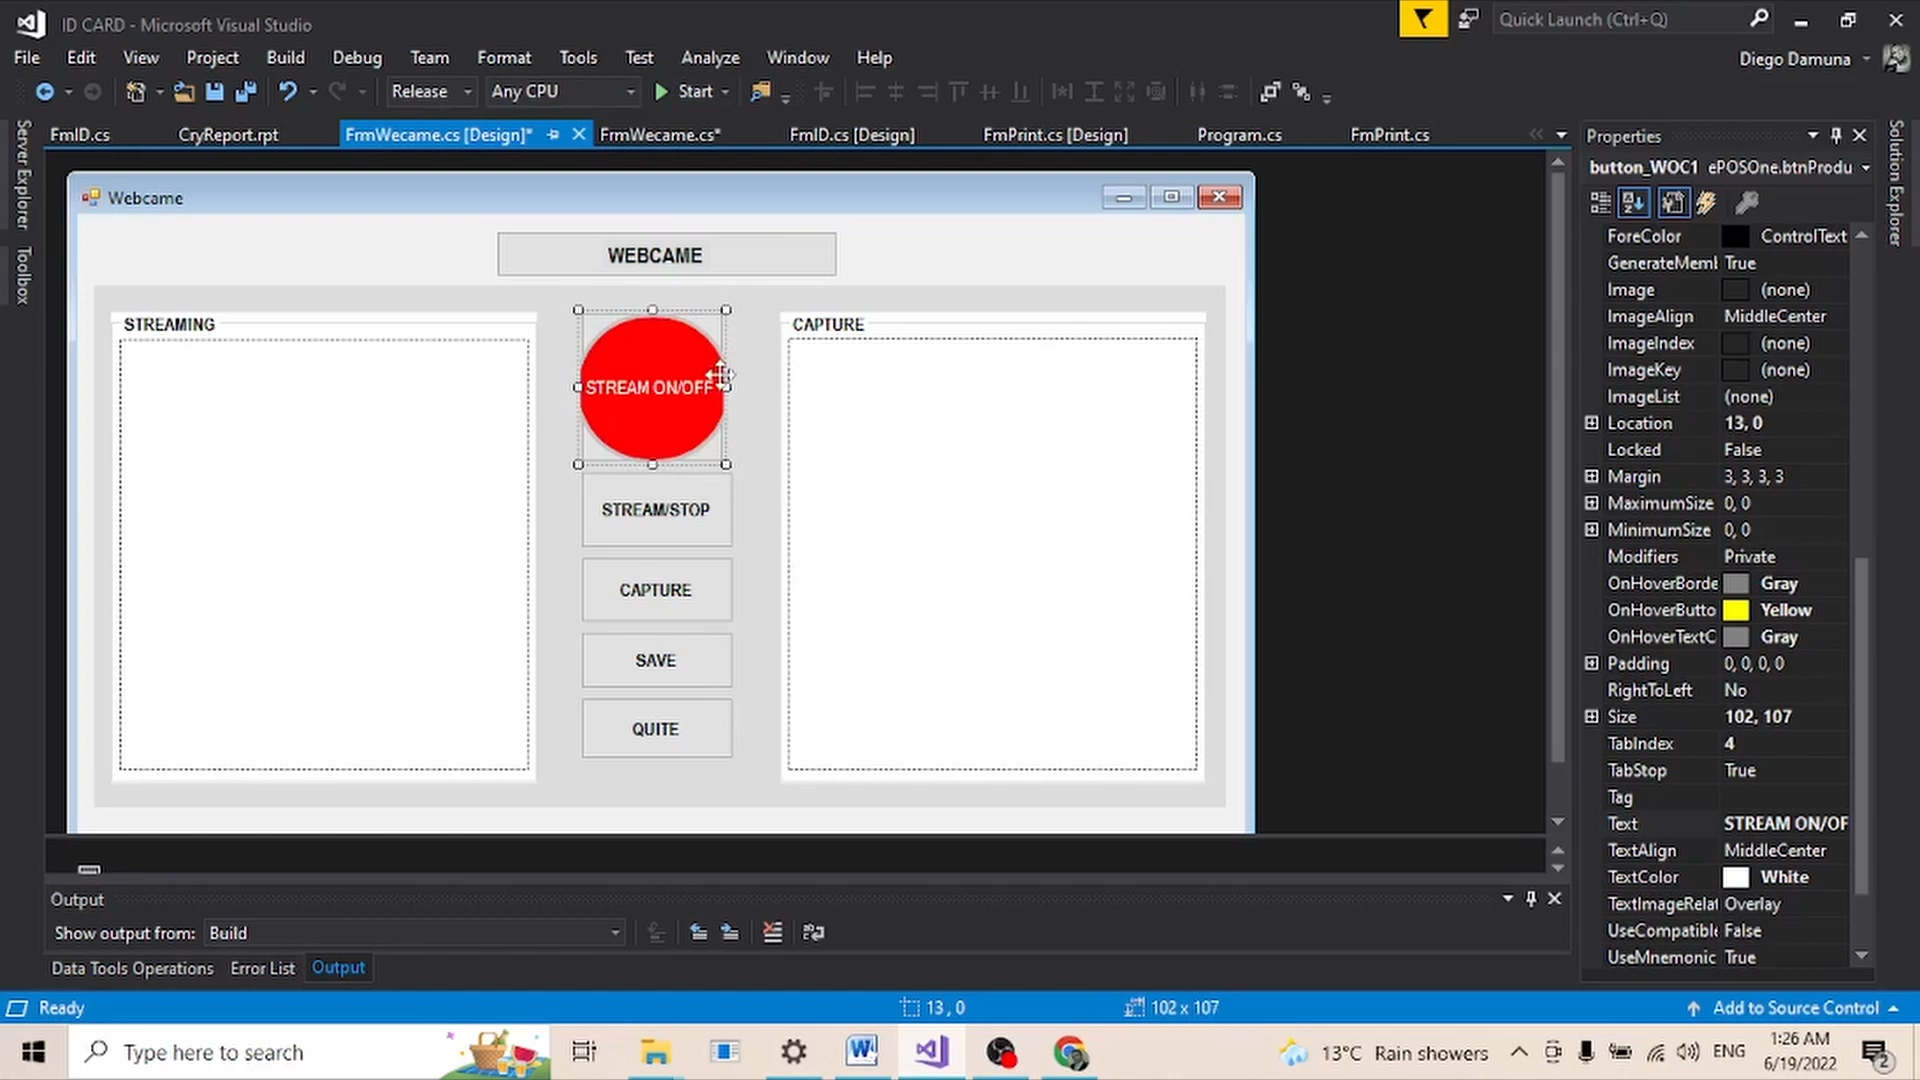 ID CARD - Microsoft Visual Studio
Quick Launch (Ctrl+Q)
File Edit View Project Build Debug Team Format Tools Test Analyze Window Help
Diego Damuna
Release Any CPU Start
FmID.cs CryReport.rpt FrmWecame.cs [Design]* FrmWecame.cs* FmID.cs [Design] FmPrint.cs [Design] Program.cs FmPrint.cs
Server Explorer
Toolbox
Webcame
WEBCAME
STREAMING
STREAM ON/OFF
STREAM/STOP
CAPTURE
SAVE
QUITE
CAPTURE
Properties
button_WOC1 ePOSOne.btnProdu
ForeColor ControlText
GenerateMemb True
Image (none)
ImageAlign MiddleCenter
ImageIndex (none)
ImageKey (none)
ImageList (none)
Location 13, 0
Locked False
Margin 3, 3, 3, 3
MaximumSize 0, 0
MinimumSize 0, 0
Modifiers Private
OnHoverBorde Gray
OnHoverButto Yellow
OnHoverTextC Gray
Padding 0, 0, 0, 0
RightToLeft No
Size 102, 107
TabIndex 4
TabStop True
Tag
Text STREAM ON/OF
TextAlign MiddleCenter
TextColor White
TextImageRelat Overlay
UseCompatible False
UseMnemonic True
Solution Explorer
Output
Show output from: Build
Data Tools Operations Error List Output
Ready 13 , 0 102 x 107 Add to Source Control
Type here to search
13°C Rain showers ENG
1:26 AM
6/19/2022
2